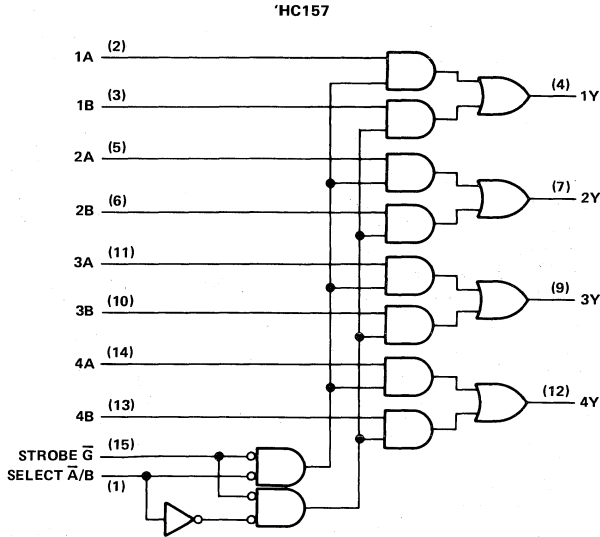 'HC157
1A (2)
1B (3)
2A (5)
2B (6)
3A (11)
3B (10)
4A (14)
4B (13)
STROBE G̅ (15)
SELECT A̅/B (1)
(4) 1Y
(7) 2Y
(9) 3Y
(12) 4Y